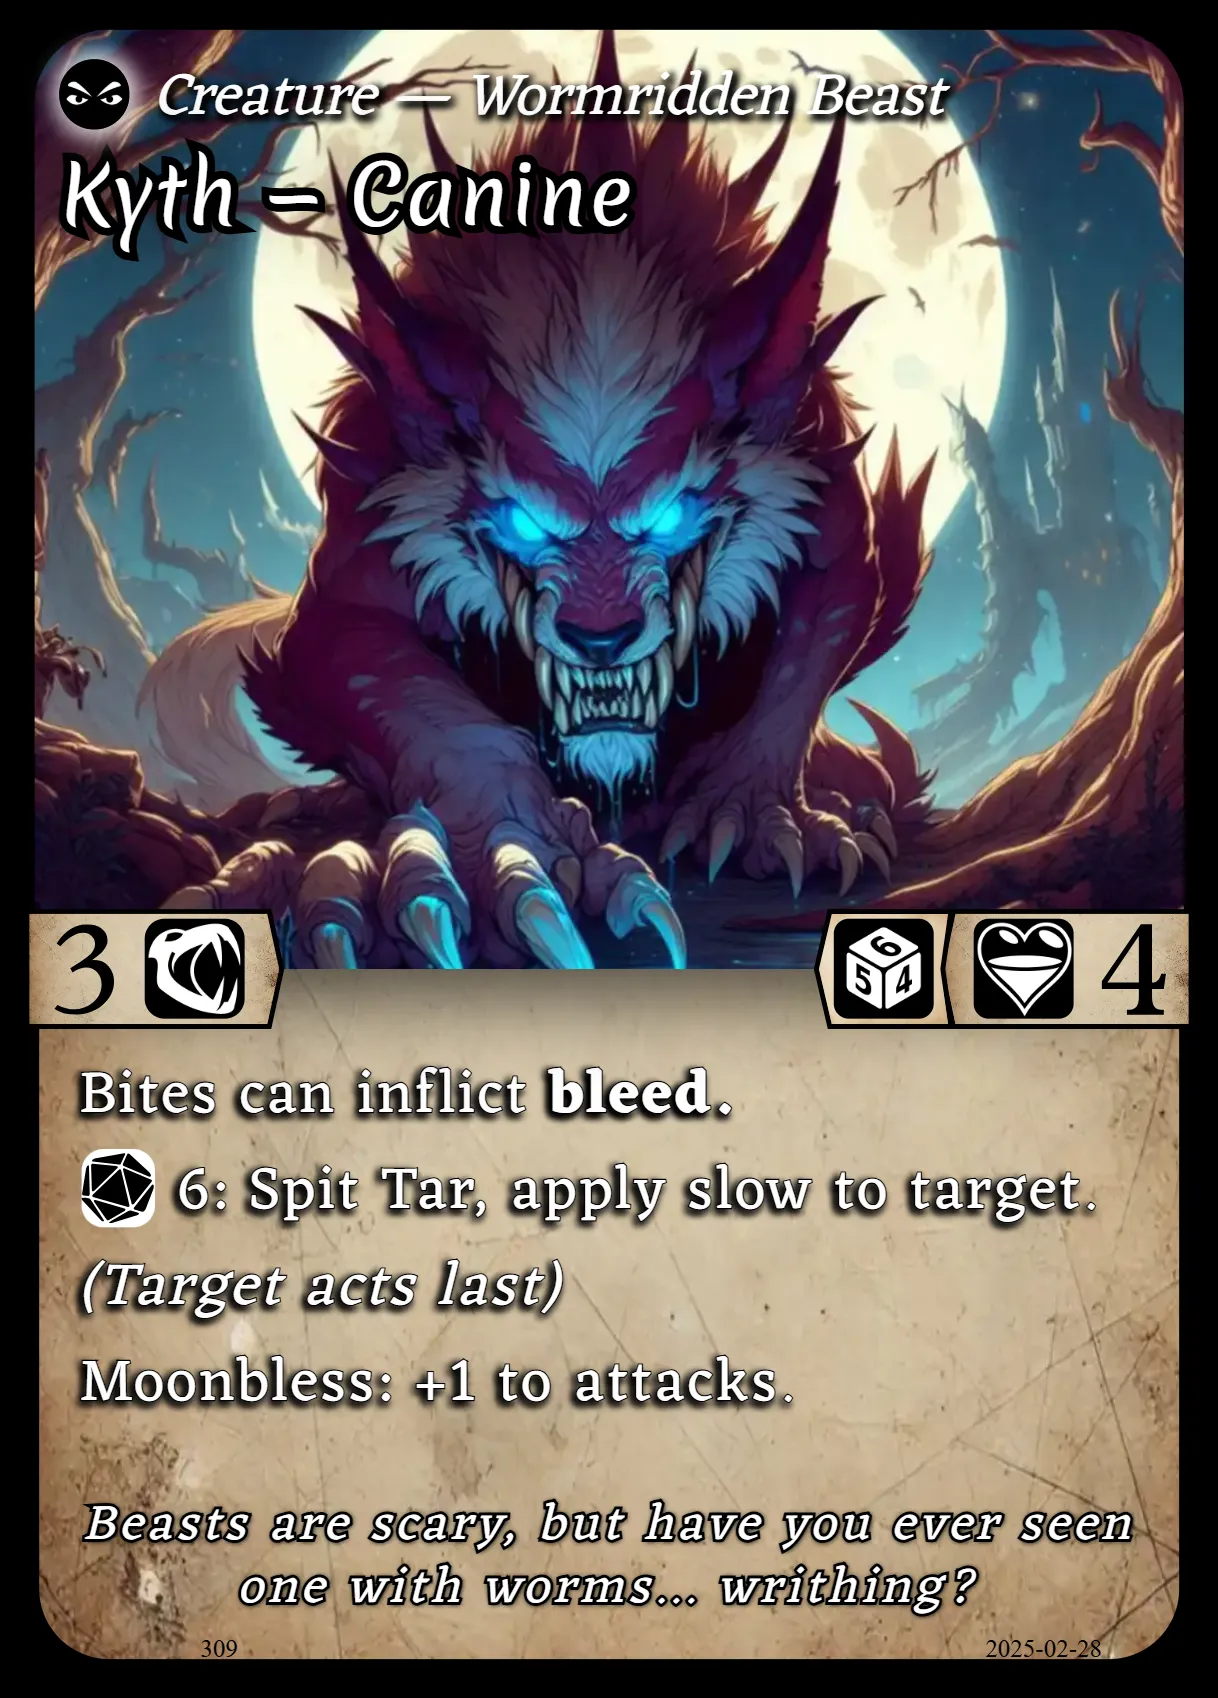 Creature — Wormridden Beast
Kyth = Canine
3
6
5 4
4
Bites can inflict bleed.
6: Spit Tar, apply slow to target.
(Target acts last)
Moonbless: +1 to attacks.
Beasts are scary, but have you ever seen
one with worms... writhing?
309
2025-02-28